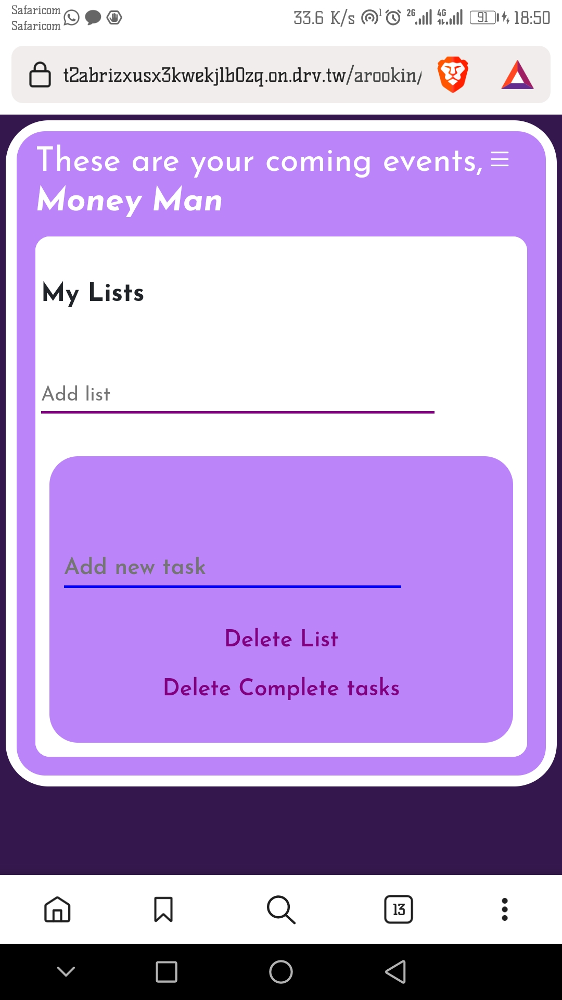 Safaricom
Safaricom
33.6 K/s 1 2G 4G 91 18:50
t2abrizxusx3kwekjlb0zq.on.drv.tw/arookin/
These are your coming events,
Money Man
My Lists
Add list
Add new task
Delete List
Delete Complete tasks
13